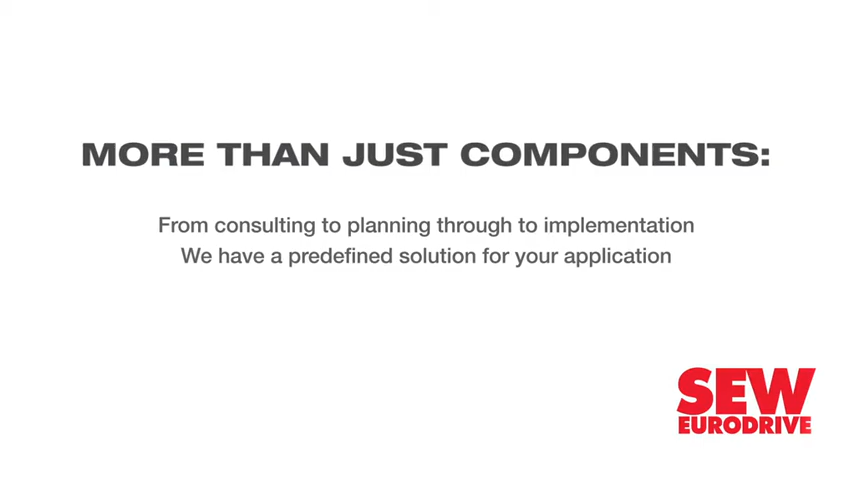 MORE THAN JUST COMPONENTS:
From consulting to planning through to implementation
We have a predefined solution for your application
SEW
EURODRIVE